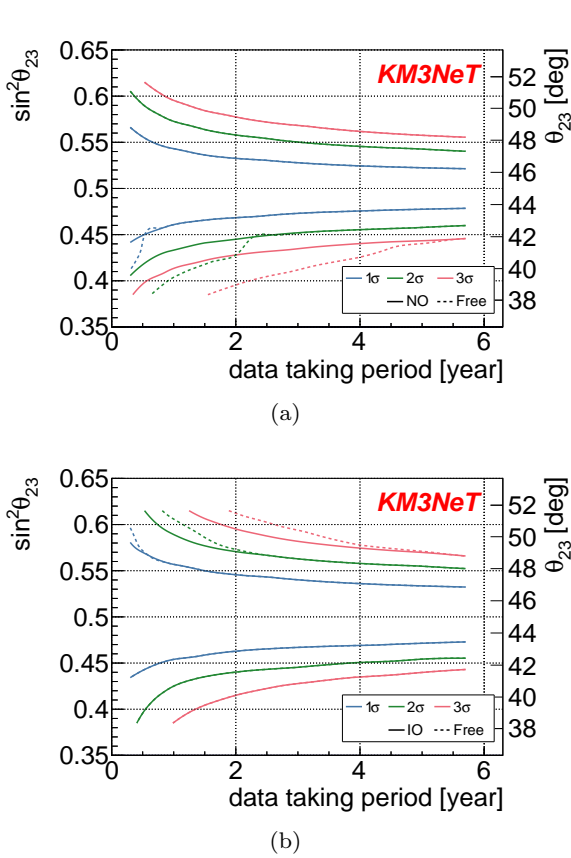 KM3NeT
sin²θ₂₃
θ₂₃ [deg]
0.65
0.6
0.55
0.5
0.45
0.4
0.35
52
50
48
46
44
42
40
38
1σ 2σ 3σ
NO Free
0 2 4 6
data taking period [year]
(a)
KM3NeT
sin²θ₂₃
θ₂₃ [deg]
0.65
0.6
0.55
0.5
0.45
0.4
0.35
52
50
48
46
44
42
40
38
1σ 2σ 3σ
IO Free
0 2 4 6
data taking period [year]
(b)